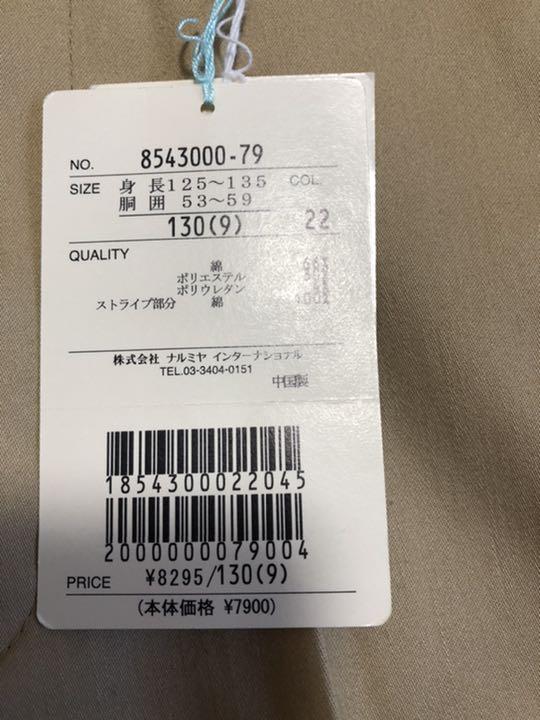 NO. 8543000-79
SIZE 身長125～135 COL.
胴囲 53～59
130(9) 22
QUALITY
綿
ポリエステル
ポリウレタン
ストライプ部分 綿 100%
株式会社 ナルミヤ インターナショナル
TEL.03-3404-0151
中国製
1854300022045
2000000079004
PRICE ¥8295/130(9)
(本体価格 ¥7900)